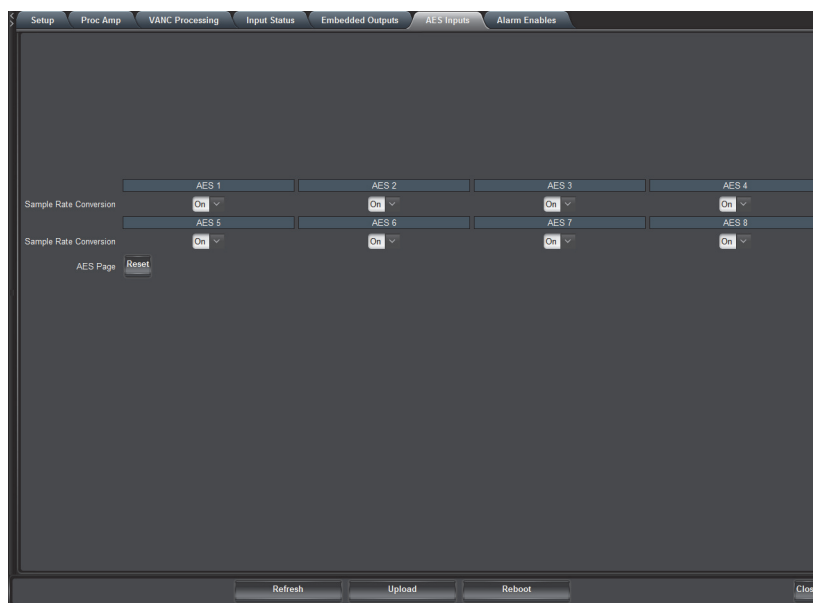 Setup Proc Amp VANC Processing Input Status Embedded Outputs AES Inputs Alarm Enables
AES 1 AES 2 AES 3 AES 4
Sample Rate Conversion On On On On
AES 5 AES 6 AES 7 AES 8
Sample Rate Conversion On On On On
AES Page Reset
Refresh Upload Reboot Clos